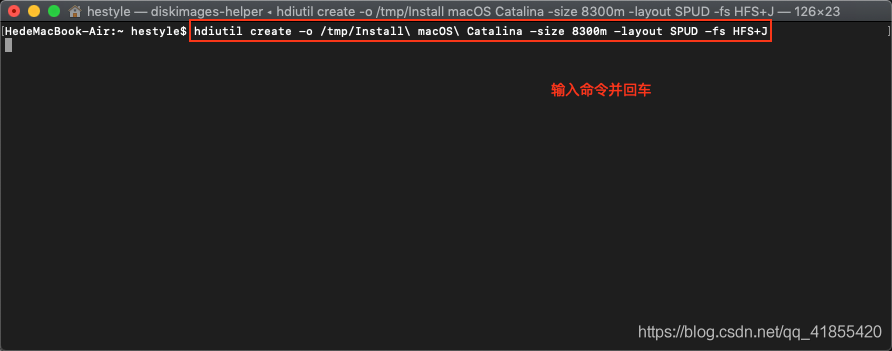 hestyle — diskimages-helper ◂ hdiutil create -o /tmp/Install macOS Catalina -size 8300m -layout SPUD -fs HFS+J — 126×23
[HedeMacBook-Air:~ hestyle$ hdiutil create -o /tmp/Install\ macOS\ Catalina -size 8300m -layout SPUD -fs HFS+J ]
输入命令并回车
https://blog.csdn.net/qq_41855420